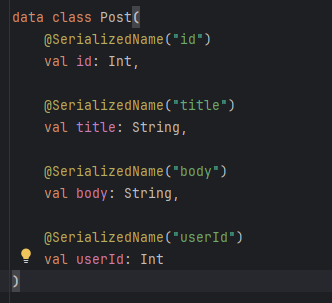 data class Post(
@SerializedName("id")
val id: Int,
@SerializedName("title")
val title: String,
@SerializedName("body")
val body: String,
@SerializedName("userId")
val userId: Int
)